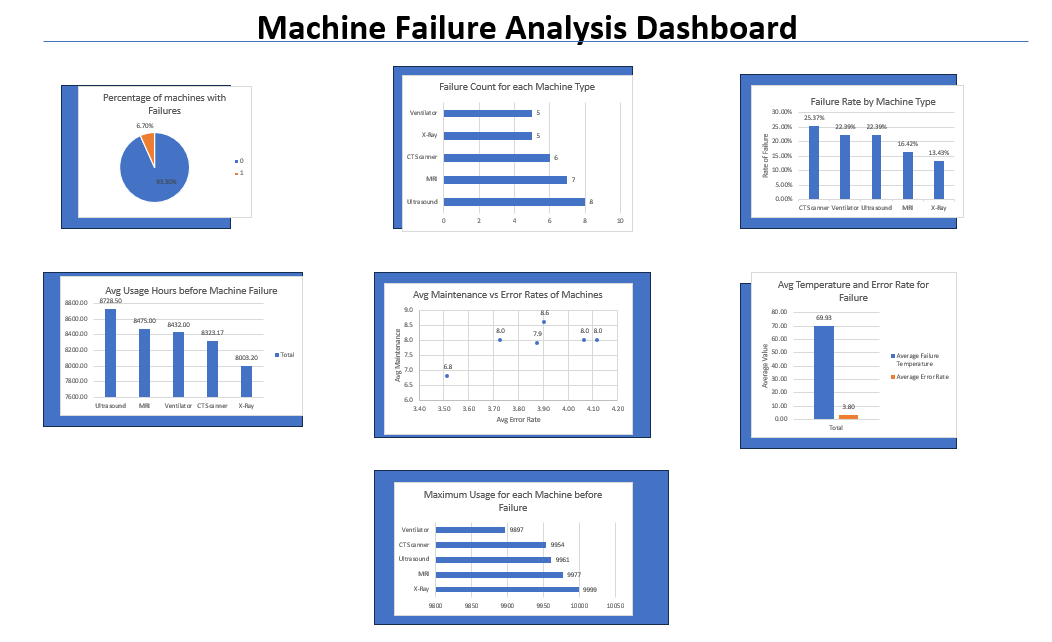 Machine Failure Analysis Dashboard
Percentage of machines with
Failures
6.70%
93.30%
0
1
Failure Count for each Machine Type
Ventilator
5
X-Ray
5
CT Scanner
6
MRI
7
Ultrasound
8
0 2 4 6 8 10
Failure Rate by Machine Type
Rate of Failure
30.00%
25.00%
20.00%
15.00%
10.00%
5.00%
0.00%
25.37% 22.39% 22.39% 16.42% 13.43%
CT Scanner Ventilator Ultrasound MRI X-Ray
Avg Usage Hours before Machine Failure
8800.00
8600.00
8400.00
8200.00
8000.00
7800.00
7600.00
8728.50 8475.00 8432.00 8323.17 8003.20
Ultrasound MRI Ventilator CT Scanner X-Ray
Total
Avg Maintenance vs Error Rates of Machines
Avg Maintenance
9.0
8.5
8.0
7.5
7.0
6.5
6.0
6.8 8.0 7.9 8.6 8.0 8.0
3.40 3.50 3.60 3.70 3.80 3.90 4.00 4.10 4.20
Avg Error Rate
Avg Temperature and Error Rate for
Failure
Average Value
80.00
70.00
60.00
50.00
40.00
30.00
20.00
10.00
0.00
69.93
3.80
Total
Average Failure
Temperature
Average Error Rate
Maximum Usage for each Machine before
Failure
Ventilator
9897
CT Scanner
9954
Ultrasound
9961
MRI
9977
X-Ray
9999
9800 9850 9900 9950 10000 10050